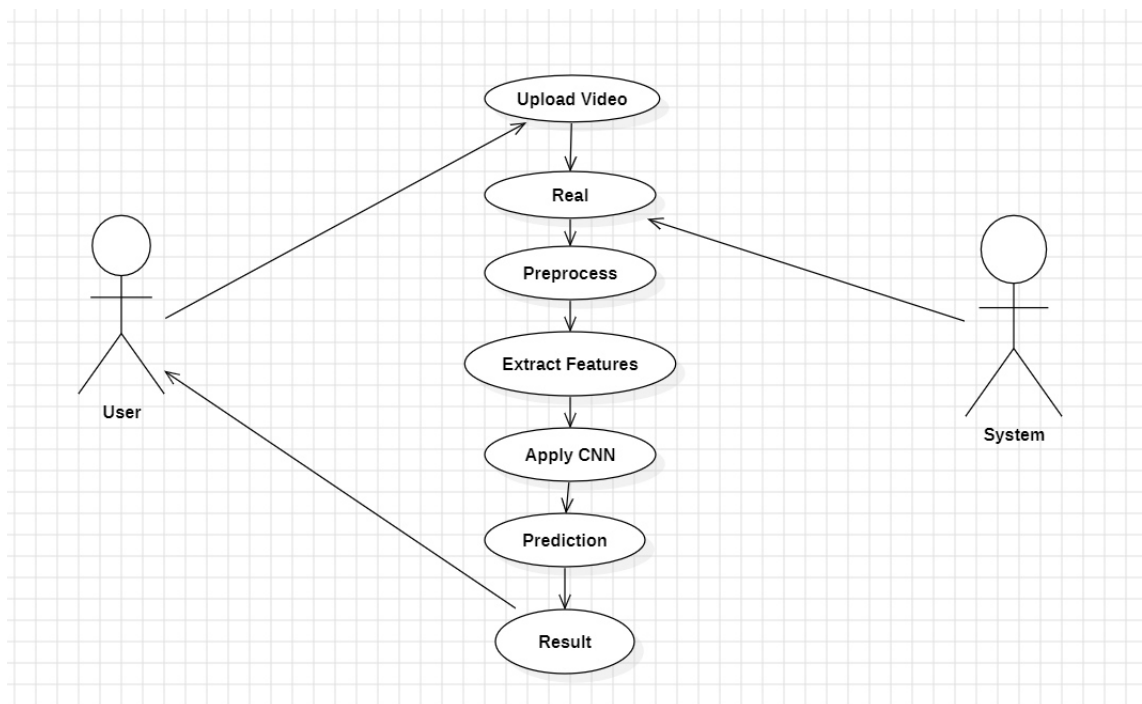 Upload Video
Real
Preprocess
Extract Features
Apply CNN
Prediction
Result
User
System